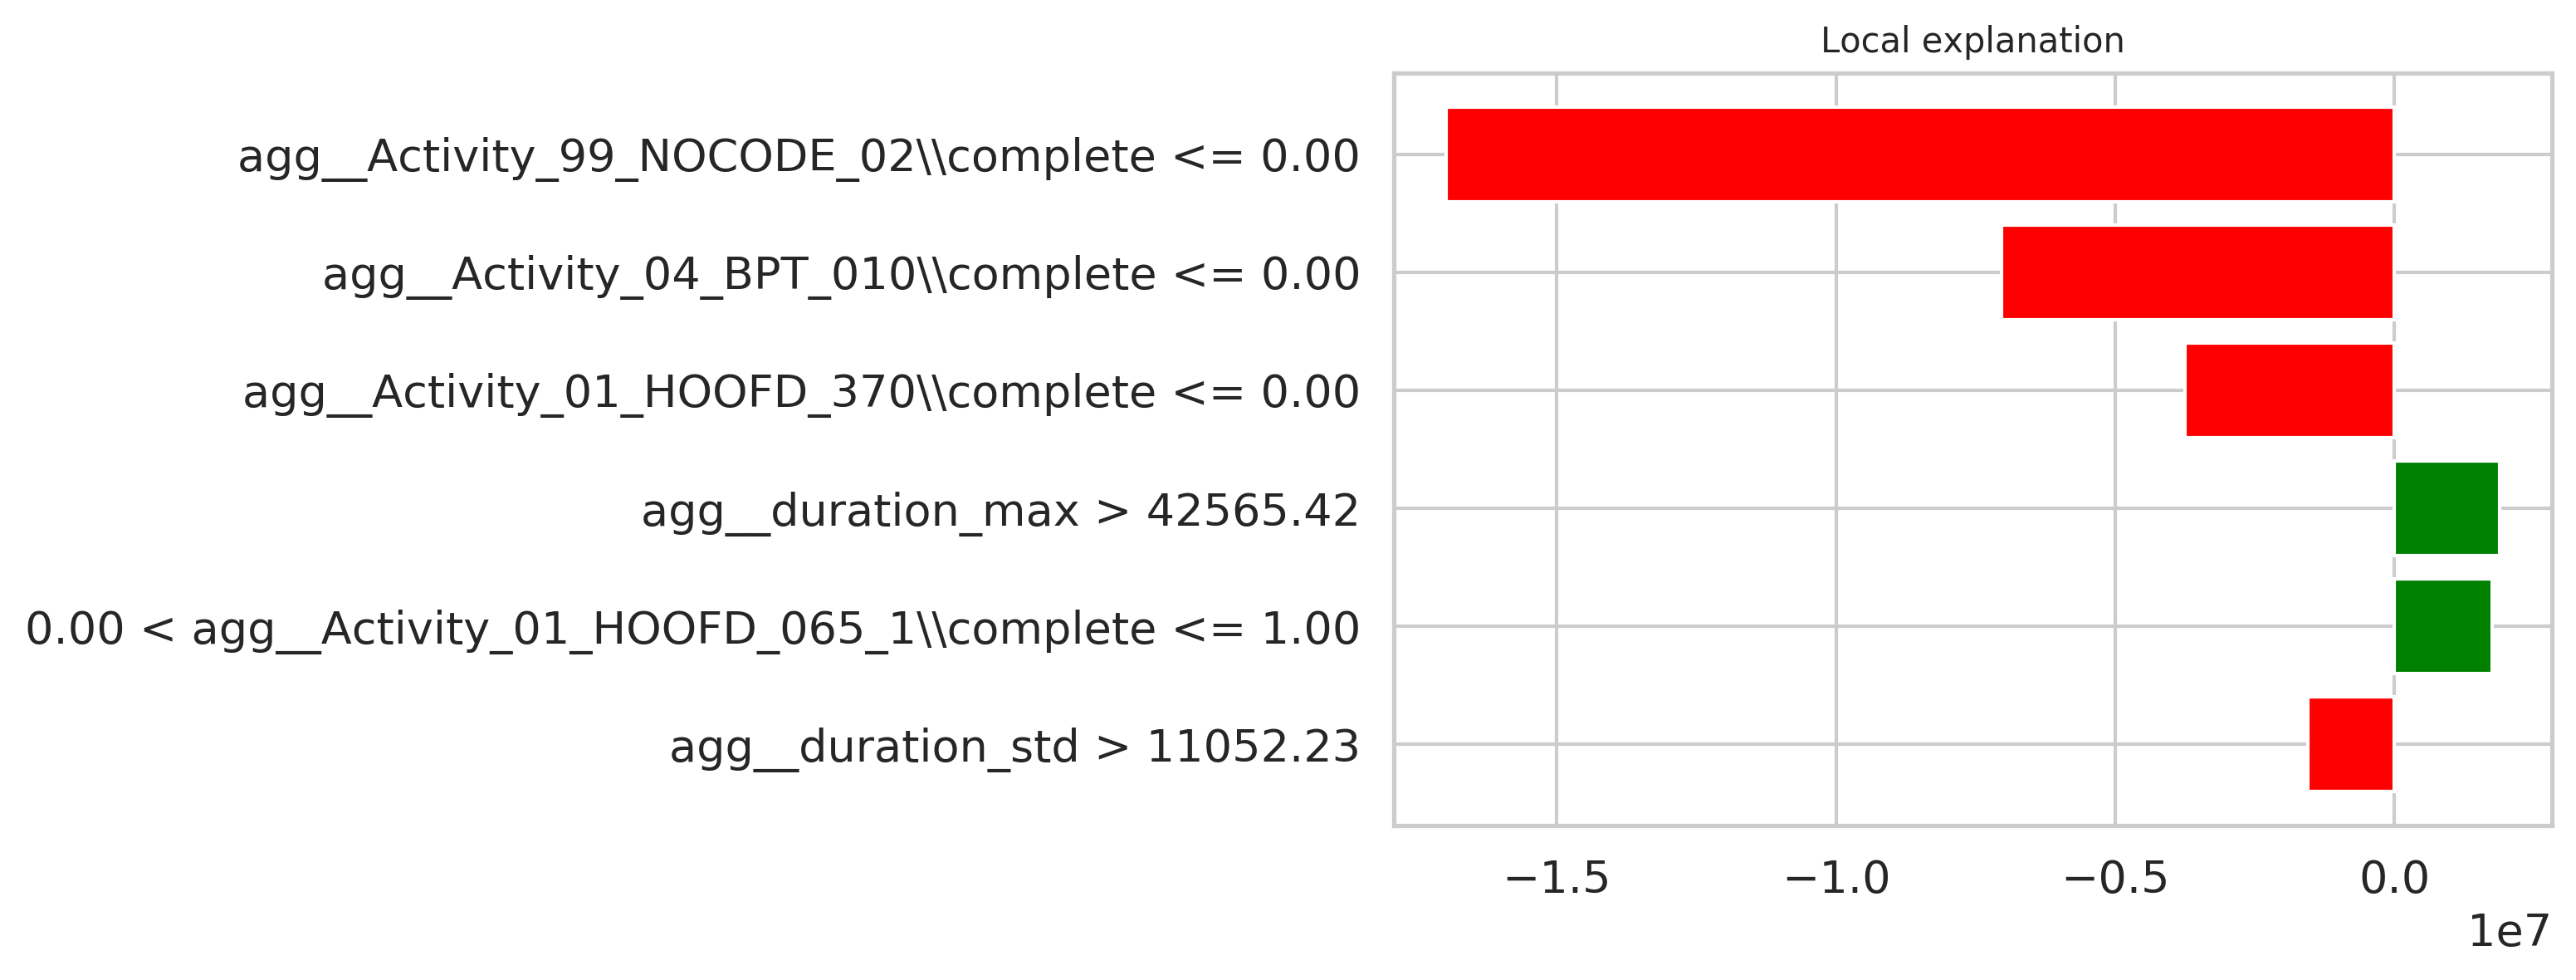 Local explanation
agg__Activity_99_NOCODE_02\\complete <= 0.00
agg__Activity_04_BPT_010\\complete <= 0.00
agg__Activity_01_HOOFD_370\\complete <= 0.00
agg__duration_max > 42565.42
0.00 < agg__Activity_01_HOOFD_065_1\\complete <= 1.00
agg__duration_std > 11052.23
−1.5 −1.0 −0.5 0.0
1e7